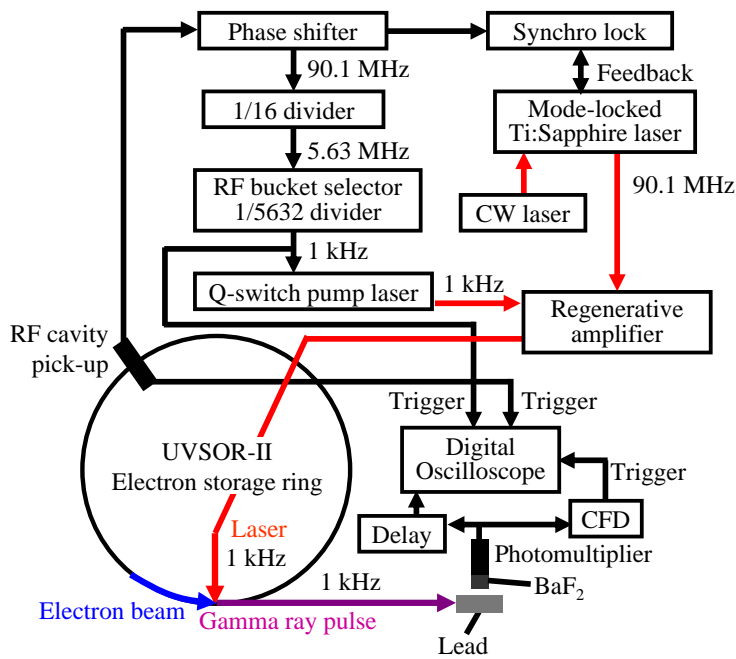 Phase shifter
Synchro lock
90.1 MHz
Feedback
1/16 divider
Mode-locked
Ti:Sapphire laser
5.63 MHz
RF bucket selector
1/5632 divider
CW laser
90.1 MHz
1 kHz
Q-switch pump laser
1 kHz
Regenerative
amplifier
RF cavity
pick-up
Trigger
Trigger
UVSOR-II
Electron storage ring
Digital
Oscilloscope
Trigger
Laser
1 kHz
Delay
CFD
Photomultiplier
1 kHz
BaF2
Electron beam
Gamma ray pulse
Lead